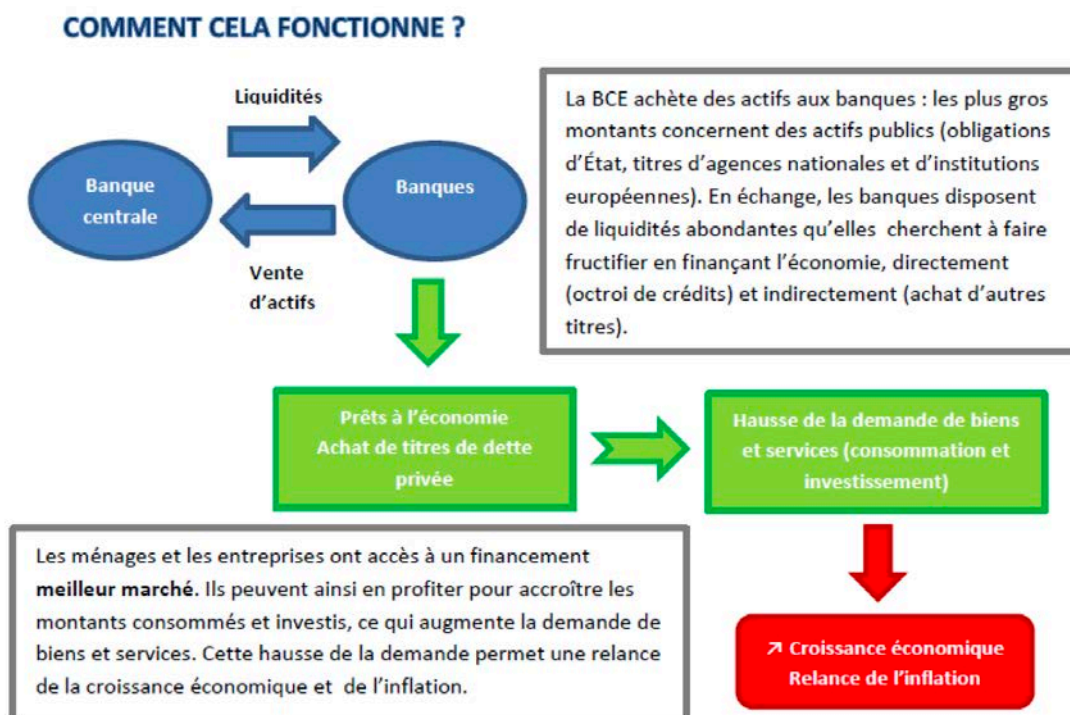 COMMENT CELA FONCTIONNE ?
Liquidités
Banque
centrale
Banques
Vente
d'actifs
La BCE achète des actifs aux banques : les plus gros
montants concernent des actifs publics (obligations
d'État, titres d'agences nationales et d'institutions
européennes). En échange, les banques disposent
de liquidités abondantes qu'elles cherchent à faire
fructifier en finançant l'économie, directement
(octroi de crédits) et indirectement (achat d'autres
titres).
Prêts à l'économie
Achat de titres de dette
privée
Hausse de la demande de biens
et services (consommation et
investissement)
Les ménages et les entreprises ont accès à un financement
meilleur marché. Ils peuvent ainsi en profiter pour accroître les
montants consommés et investis, ce qui augmente la demande de
biens et services. Cette hausse de la demande permet une relance
de la croissance économique et de l'inflation.
↗ Croissance économique
Relance de l'inflation